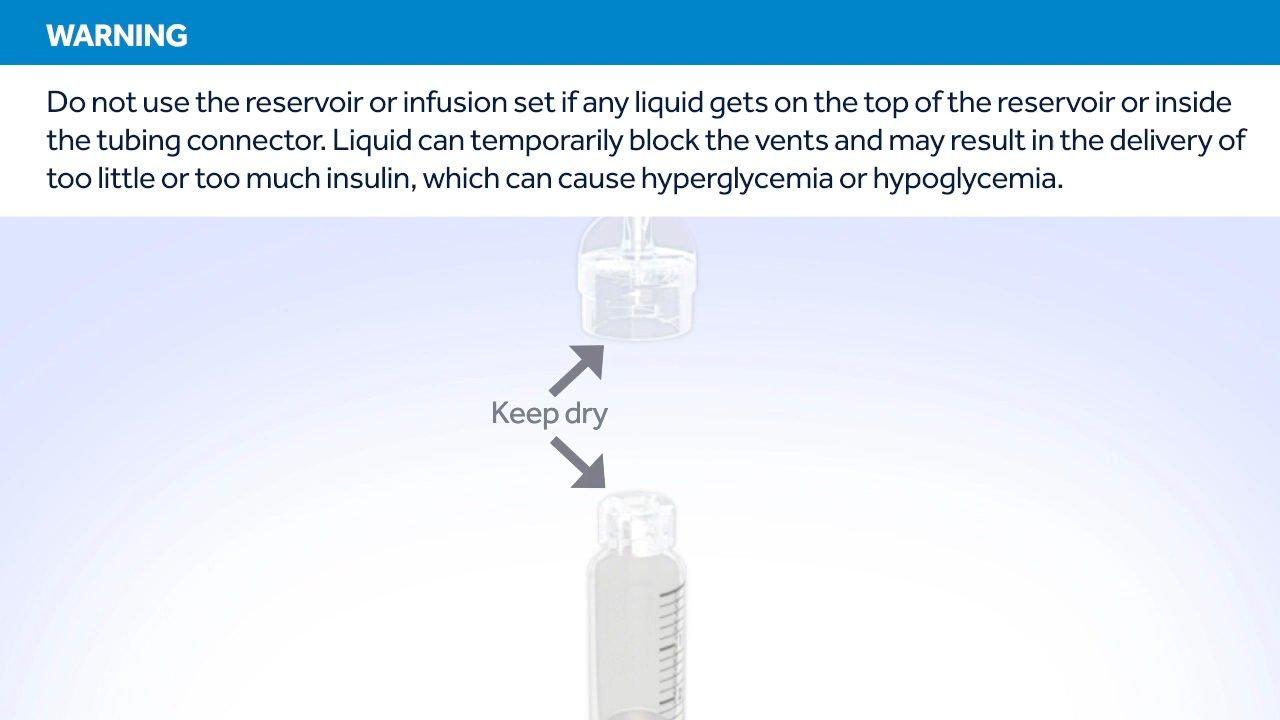 WARNING
Do not use the reservoir or infusion set if any liquid gets on the top of the reservoir or inside
the tubing connector. Liquid can temporarily block the vents and may result in the delivery of
too little or too much insulin, which can cause hyperglycemia or hypoglycemia.
Keep dry